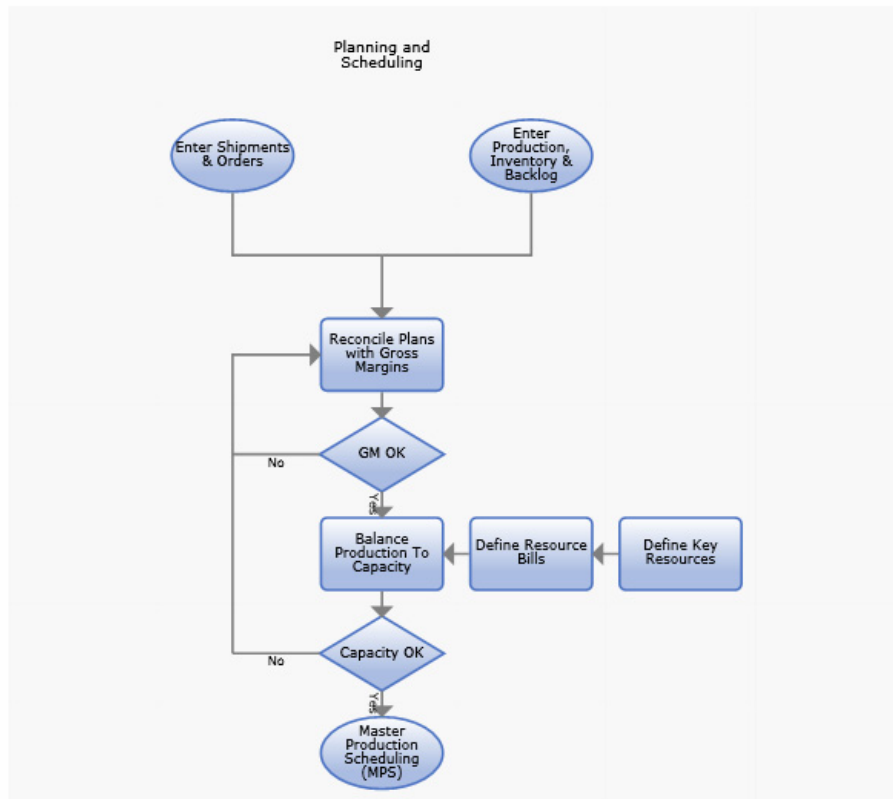 Planning and
Scheduling
Enter Shipments
& Orders
Enter
Production,
Inventory &
Backlog
Reconcile Plans
with Gross
Margins
GM OK
No
Yes
Balance
Production To
Capacity
Define Resource
Bills
Define Key
Resources
Capacity OK
No
Yes
Master
Production
Scheduling
(MPS)